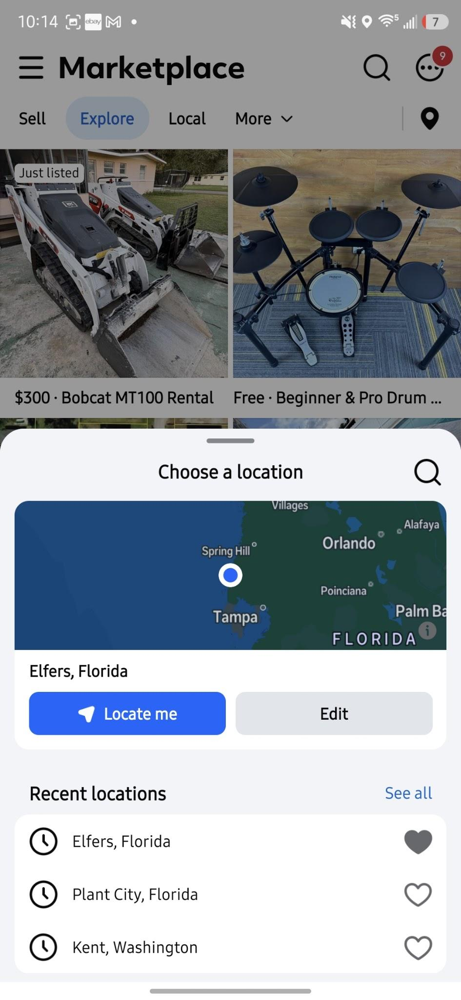 10:14 ebay 5 7
Marketplace 9
Sell Explore Local More
Just listed
Roland
$300 · Bobcat MT100 Rental
Free · Beginner & Pro Drum ...
Choose a location
Villages
Alafaya
Orlando
Spring Hill
Poinciana
Tampa
Palm Ba
FLORIDA
Elfers, Florida
Locate me
Edit
Recent locations
See all
Elfers, Florida
Plant City, Florida
Kent, Washington